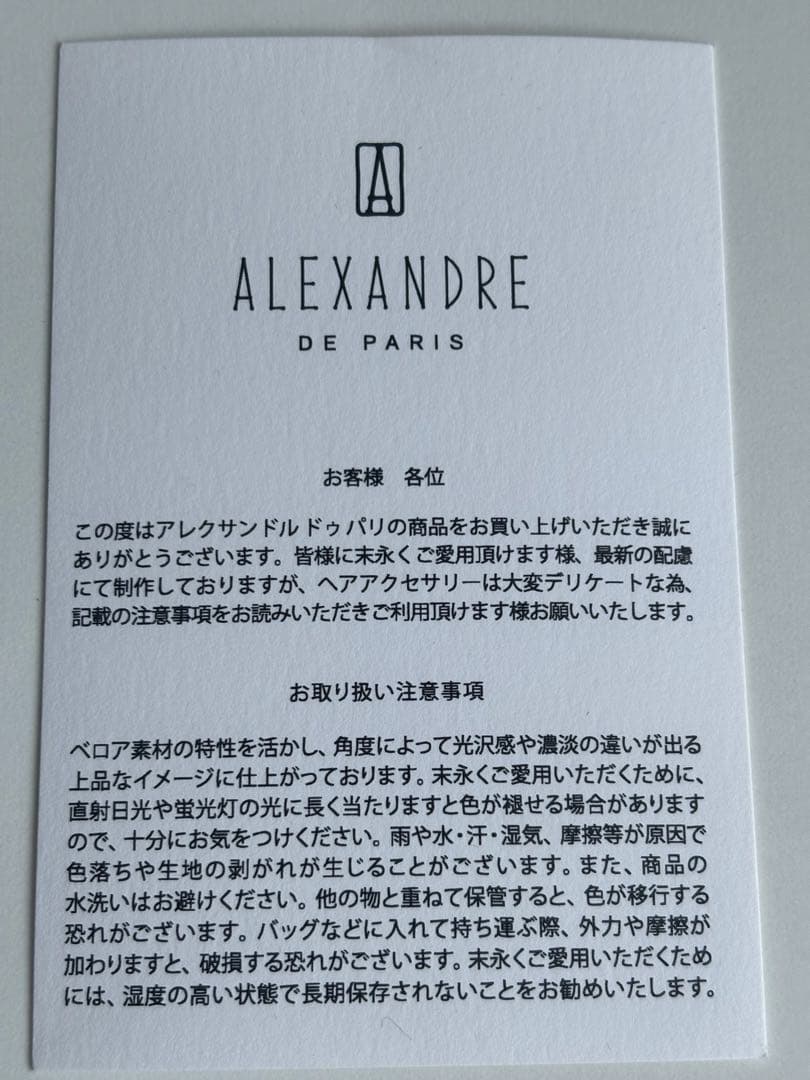 A
ALEXANDRE
DE PARIS
お客様 各位
この度はアレクサンドル ドゥ パリの商品をお買い上げいただき誠に
ありがとうございます。皆様に末永くご愛用頂けます様、最新の配慮
にて制作しておりますが、ヘアアクセサリーは大変デリケートな為、
記載の注意事項をお読みいただきご利用頂けます様お願いいたします。
お取り扱い注意事項
ベロア素材の特性を活かし、角度によって光沢感や濃淡の違いが出る
上品なイメージに仕上がっております。末永くご愛用いただくために、
直射日光や蛍光灯の光に長く当たりますと色が褪せる場合があります
ので、十分にお気をつけください。雨や水・汗・湿気、摩擦等が原因で
色落ちや生地の剥がれが生じることがございます。また、商品の
水洗いはお避けください。他の物と重ねて保管すると、色が移行する
恐れがございます。バッグなどに入れて持ち運ぶ際、外力や摩擦が
加わりますと、破損する恐れがございます。末永くご愛用いただくため
には、湿度の高い状態で長期保存されないことをお勧めいたします。